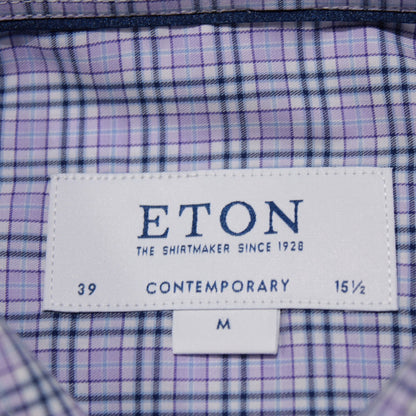 ETON
THE SHIRTMAKER SINCE 1928
39 CONTEMPORARY 15½
M